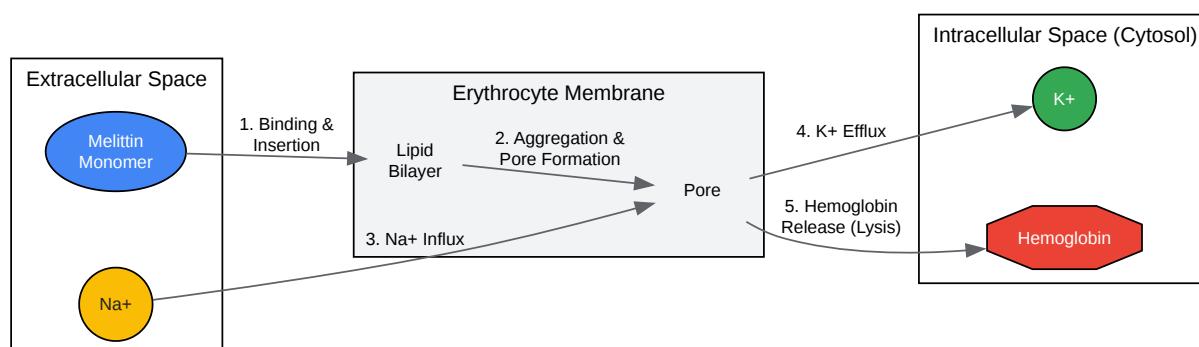 Extracellular Space
Melittin
Monomer
Na+
1. Binding &
Insertion
Erythrocyte Membrane
Lipid
Bilayer
2. Aggregation &
Pore Formation
Pore
3. Na+ Influx
4. K+ Efflux
5. Hemoglobin
Release (Lysis)
Intracellular Space (Cytosol)
K+
Hemoglobin